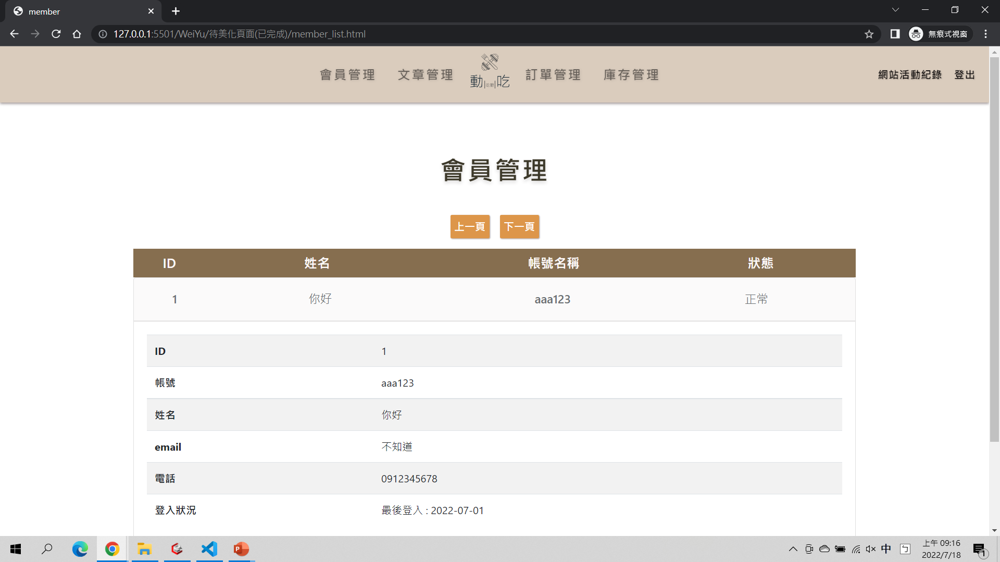 member
127.0.0.1:5501/WeiYu/待美化頁面(已完成)/member_list.html
無痕式視窗
會員管理 文章管理 動|吃動|吃 訂單管理 庫存管理 網站活動紀錄 登出
會員管理
上一頁 下一頁
ID 姓名 帳號名稱 狀態
1 你好 aaa123 正常
ID 1
帳號 aaa123
姓名 你好
email 不知道
電話 0912345678
登入狀況 最後登入 : 2022-07-01
中 ㄅ 上午 09:16
2022/7/18
1